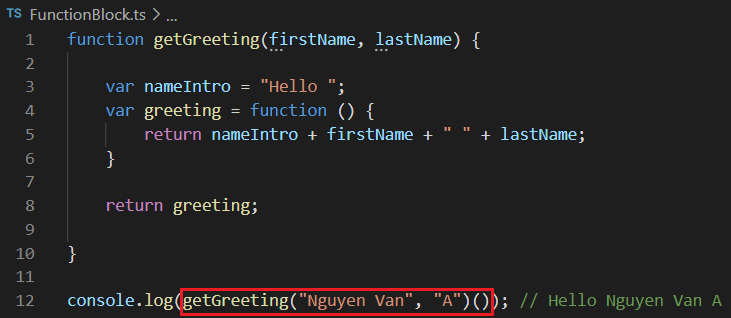 TS FunctionBlock.ts > ...
1 function getGreeting(firstName, lastName) {
2
3     var nameIntro = "Hello ";
4     var greeting = function () {
5         return nameIntro + firstName + " " + lastName;
6     }
7
8     return greeting;
9
10 }
11
12 console.log(getGreeting("Nguyen Van", "A")()); // Hello Nguyen Van A